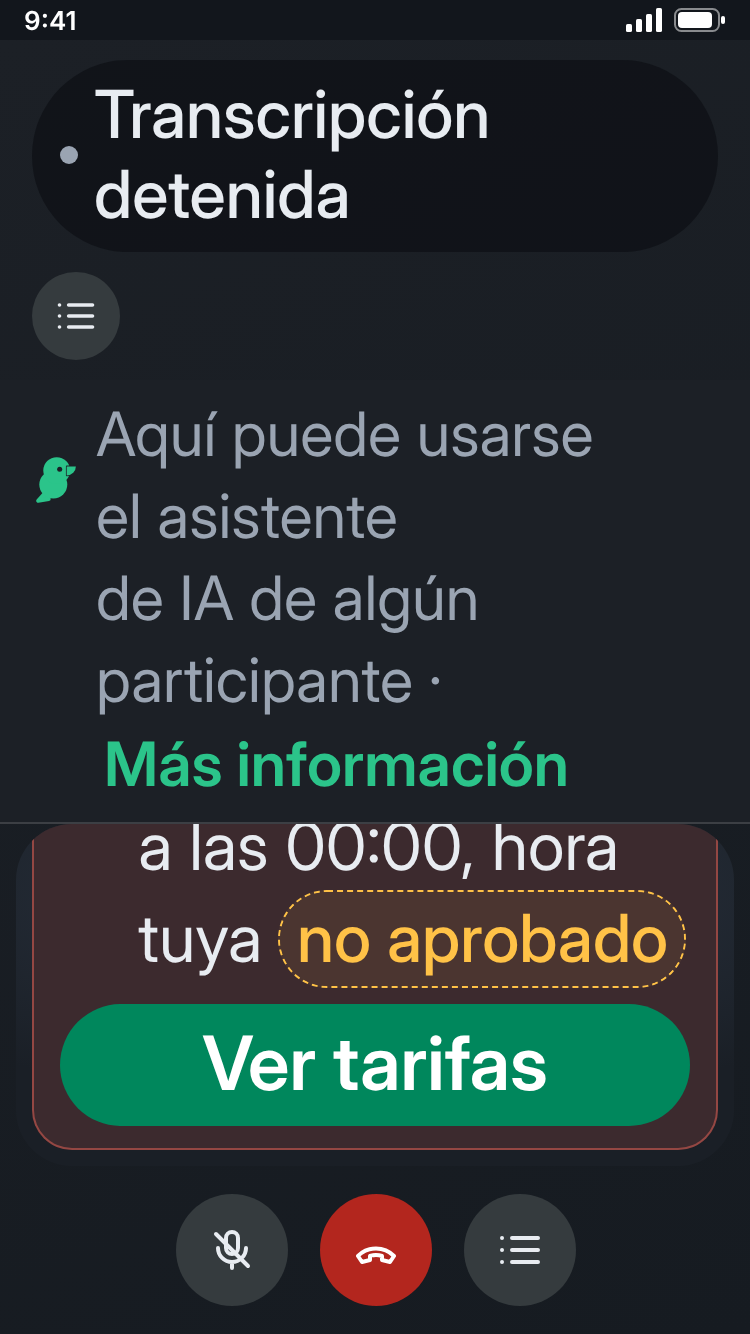 9:41
Transcripción
detenida
Aquí puede usarse
el asistente
de IA de algún
participante ·
Más información
a las 00:00, hora
tuya no aprobado
Ver tarifas